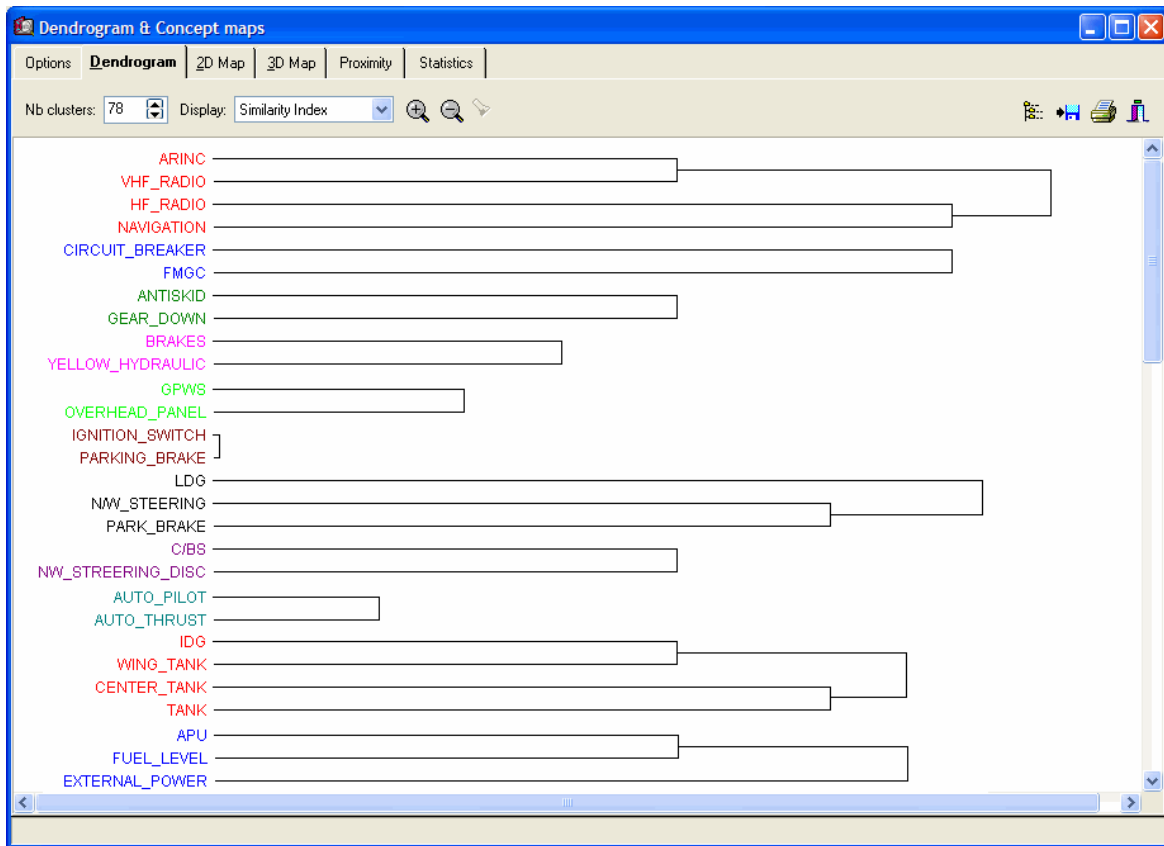 Dendrogram & Concept maps
Options Dendrogram 2D Map 3D Map Proximity Statistics
Nb clusters: 78 Display: Similarity Index
ARINC
VHF_RADIO
HF_RADIO
NAVIGATION
CIRCUIT_BREAKER
FMGC
ANTISKID
GEAR_DOWN
BRAKES
YELLOW_HYDRAULIC
GPWS
OVERHEAD_PANEL
IGNITION_SWITCH
PARKING_BRAKE
LDG
N/W_STEERING
PARK_BRAKE
C/BS
NW_STREERING_DISC
AUTO_PILOT
AUTO_THRUST
IDG
WING_TANK
CENTER_TANK
TANK
APU
FUEL_LEVEL
EXTERNAL_POWER